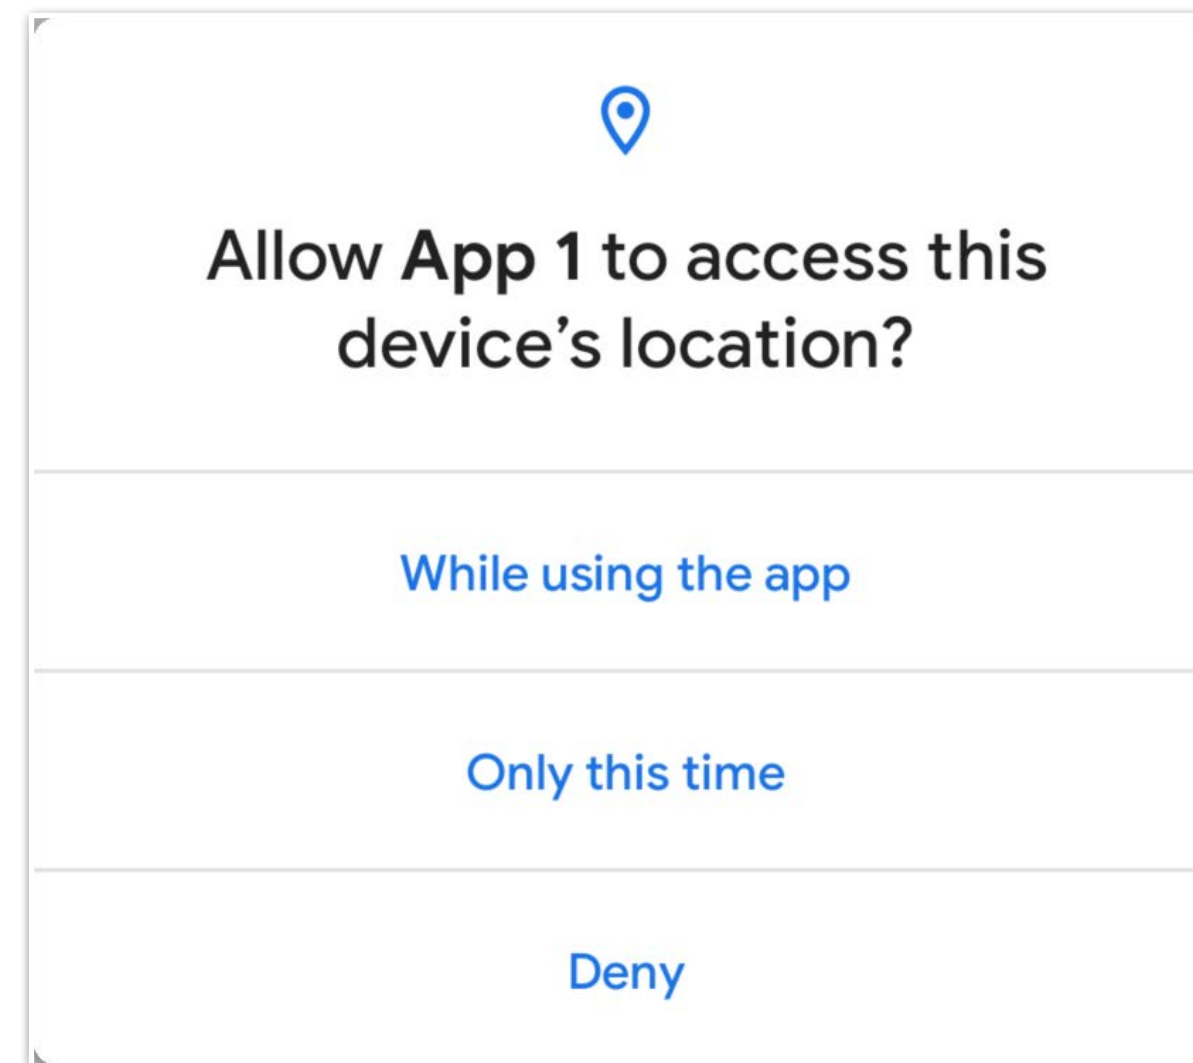 Allow App 1 to access this
device’s location?
While using the app
Only this time
Deny